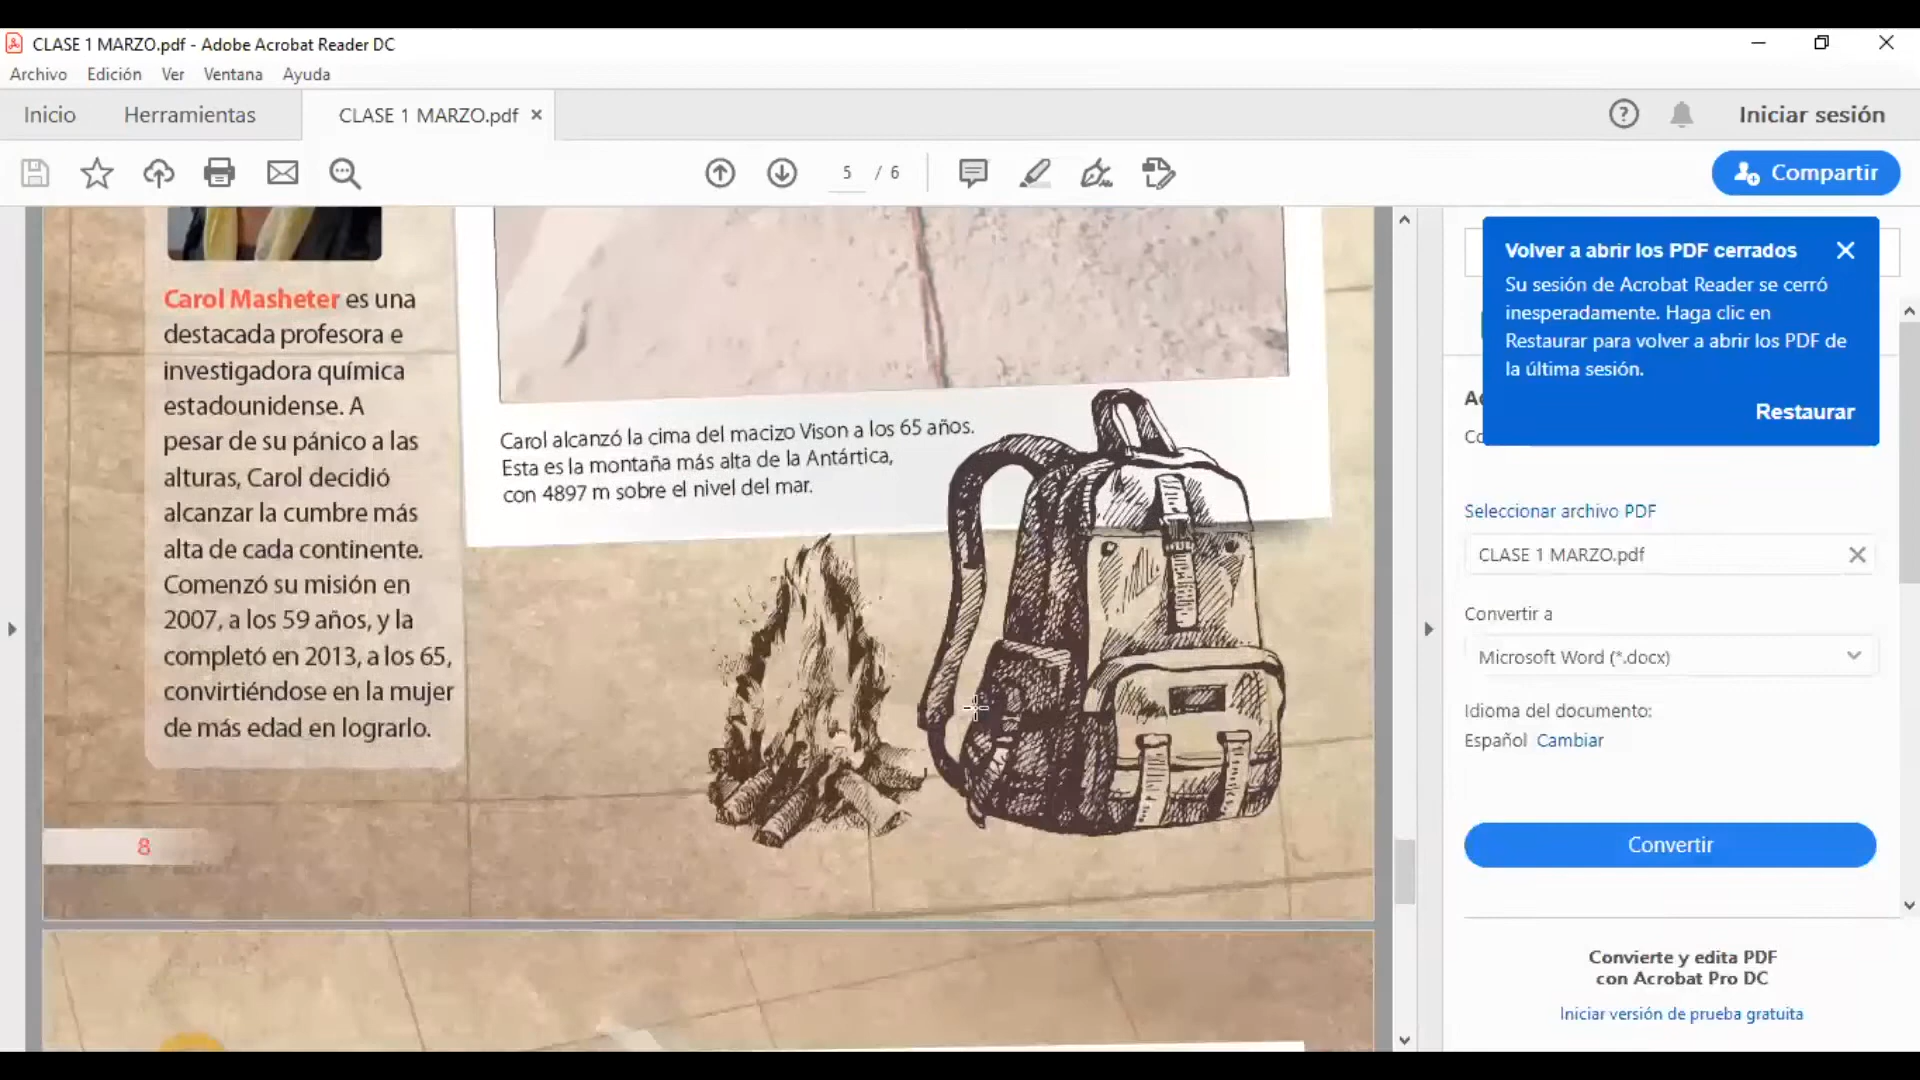 CLASE 1 MARZO.pdf - Adobe Acrobat Reader DC
Archivo Edición Ver Ventana Ayuda
Inicio Herramientas CLASE 1 MARZO.pdf Iniciar sesión
5 / 6 Compartir
Carol Masheter es una
destacada profesora e
investigadora química
estadounidense. A
pesar de su pánico a las
alturas, Carol decidió
alcanzar la cumbre más
alta de cada continente.
Comenzó su misión en
2007, a los 59 años, y la
completó en 2013, a los 65,
convirtiéndose en la mujer
de más edad en lograrlo.
8
Carol alcanzó la cima del macizo Vison a los 65 años.
Esta es la montaña más alta de la Antártica,
con 4897 m sobre el nivel del mar.
Volver a abrir los PDF cerrados
Su sesión de Acrobat Reader se cerró
inesperadamente. Haga clic en
Restaurar para volver a abrir los PDF de
la última sesión.
Restaurar
Seleccionar archivo PDF
CLASE 1 MARZO.pdf
Convertir a
Microsoft Word (*.docx)
Idioma del documento:
Español Cambiar
Convertir
Convierte y edita PDF
con Acrobat Pro DC
Iniciar versión de prueba gratuita